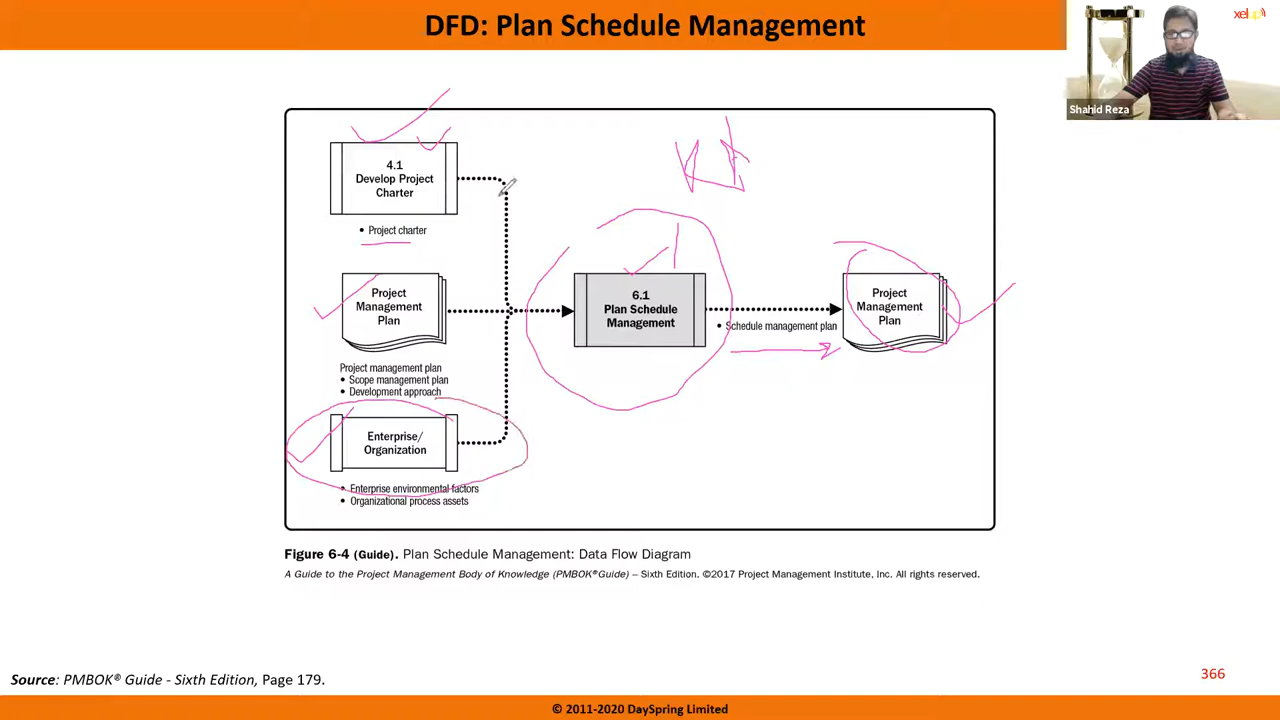 DFD: Plan Schedule Management
xelup
Shahid Reza
4.1
Develop Project
Charter
• Project charter
Project
Management
Plan
Project management plan
• Scope management plan
• Development approach
Enterprise/
Organization
• Enterprise environmental factors
• Organizational process assets
6.1
Plan Schedule
Management
• Schedule management plan
Project
Management
Plan
Figure 6-4 (Guide). Plan Schedule Management: Data Flow Diagram
A Guide to the Project Management Body of Knowledge (PMBOK® Guide) – Sixth Edition. ©2017 Project Management Institute, Inc. All rights reserved.
Source: PMBOK® Guide - Sixth Edition, Page 179.
366
© 2011-2020 DaySpring Limited